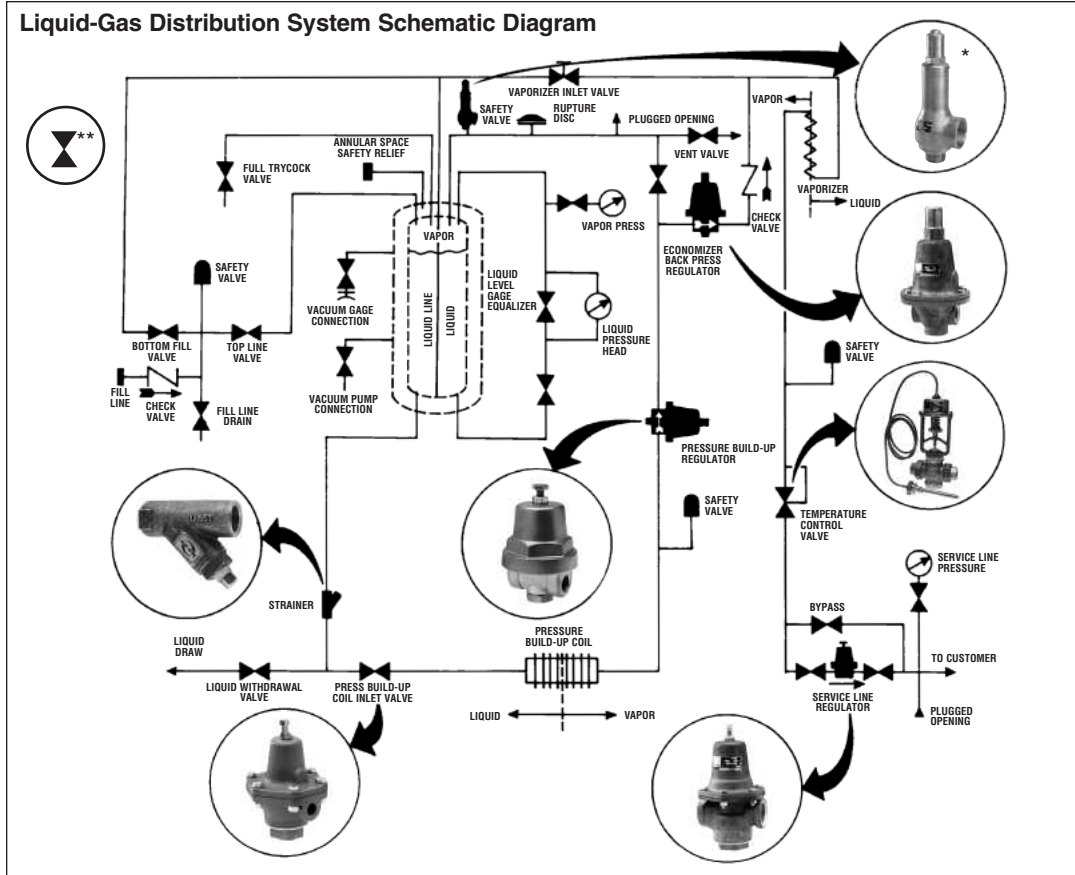 Liquid-Gas Distribution System Schematic Diagram
*
**
VAPORIZER INLET VALVE
SAFETY
VALVE
RUPTURE
DISC
PLUGGED OPENING
VENT VALVE
VAPOR
VAPORIZER
LIQUID
ANNULAR SPACE
SAFETY RELIEF
FULL TRYCOCK
VALVE
VAPOR PRESS
CHECK
VALVE
ECONOMIZER
BACK PRESS
REGULATOR
VAPOR
SAFETY
VALVE
VACUUM GAGE
CONNECTION
LIQUID LINE
LIQUID
LIQUID
LEVEL
GAGE
EQUALIZER
LIQUID
PRESSURE
HEAD
BOTTOM FILL
VALVE
TOP LINE
VALVE
SAFETY
VALVE
FILL
LINE
CHECK
VALVE
FILL LINE
DRAIN
VACUUM PUMP
CONNECTION
PRESSURE BUILD-UP
REGULATOR
SAFETY
VALVE
TEMPERATURE
CONTROL
VALVE
SERVICE LINE
PRESSURE
STRAINER
BYPASS
LIQUID
DRAW
PRESSURE
BUILD-UP COIL
TO CUSTOMER
LIQUID WITHDRAWAL
VALVE
PRESS BUILD-UP
COIL INLET VALVE
SERVICE LINE
REGULATOR
LIQUID
VAPOR
PLUGGED
OPENING